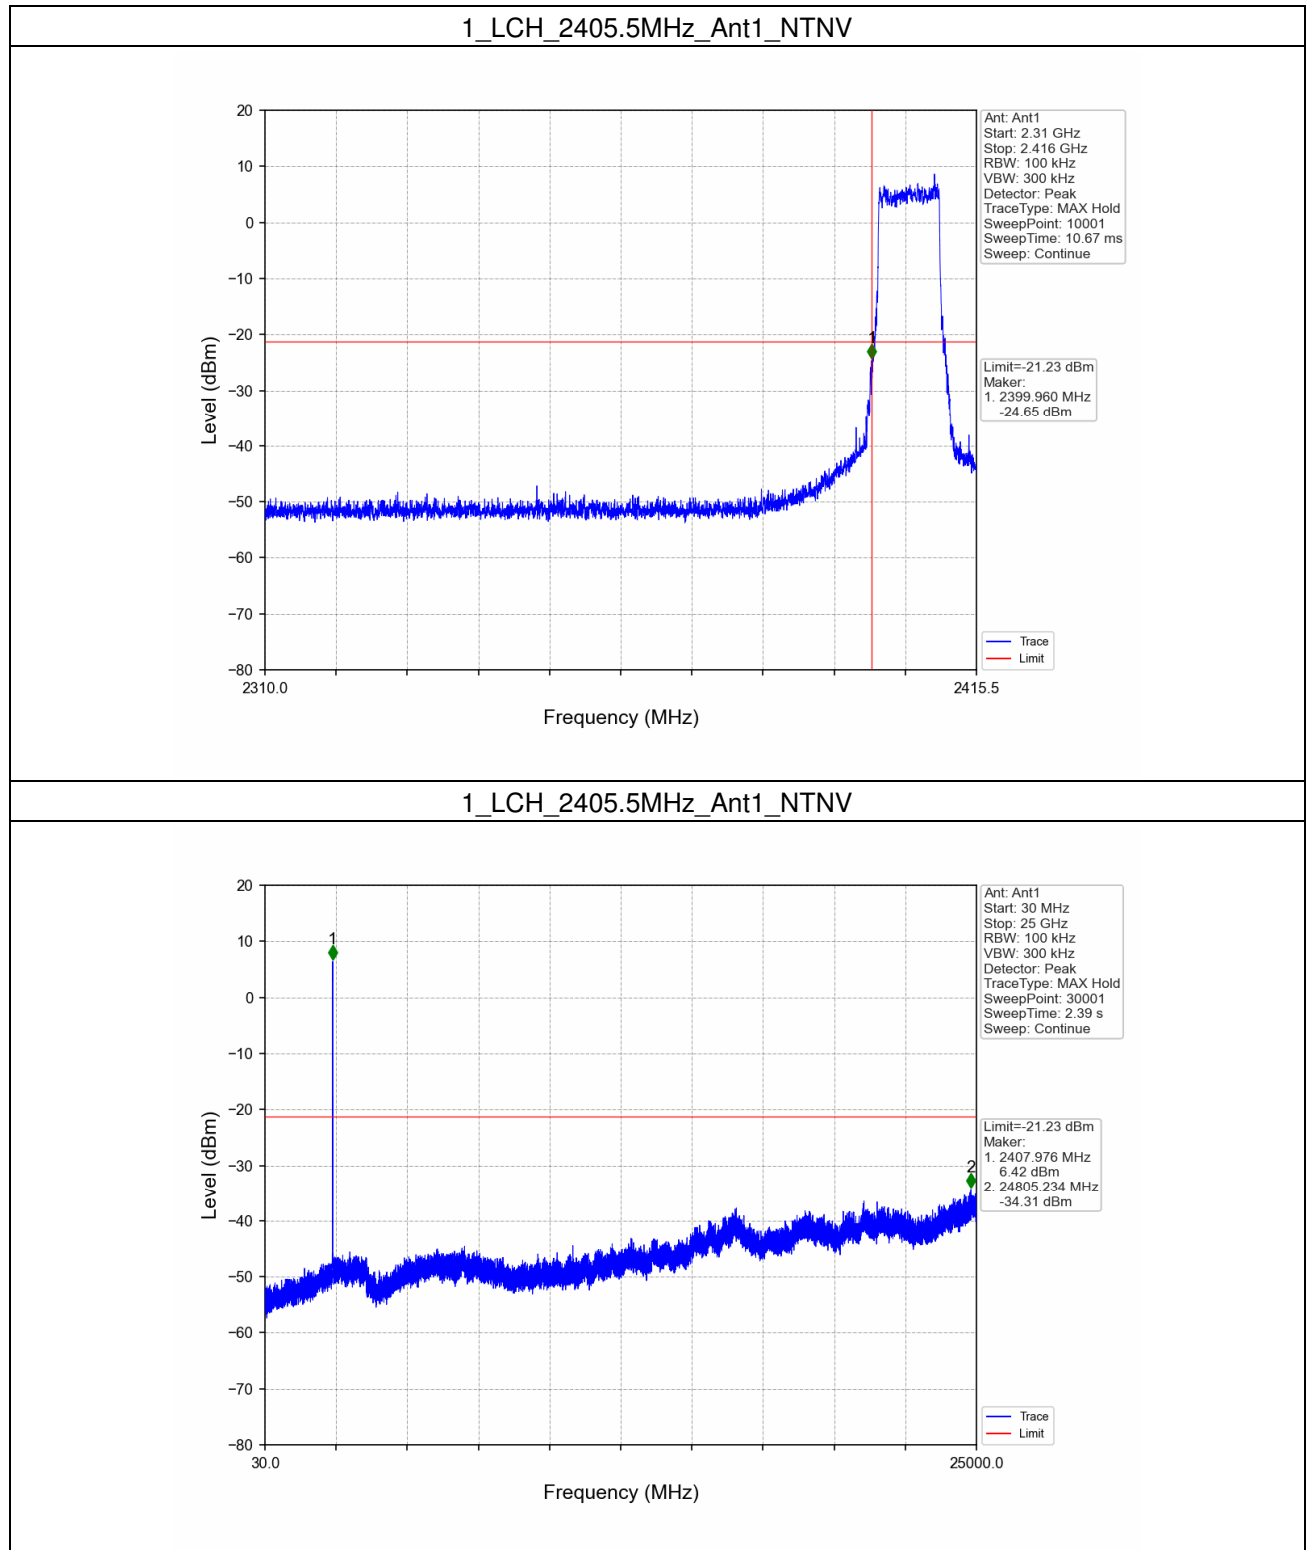 1_LCH_2405.5MHz_Ant1_NTNV
20
10
0
−10
−20
−30
−40
−50
−60
−70
−80
Level (dBm)
1
2310.0
2415.5
Frequency (MHz)
Ant: Ant1
Start: 2.31 GHz
Stop: 2.416 GHz
RBW: 100 kHz
VBW: 300 kHz
Detector: Peak
TraceType: MAX Hold
SweepPoint: 10001
SweepTime: 10.67 ms
Sweep: Continue
Limit=-21.23 dBm
Maker:
1. 2399.960 MHz
-24.65 dBm
Trace
Limit
1_LCH_2405.5MHz_Ant1_NTNV
20
10
0
−10
−20
−30
−40
−50
−60
−70
−80
Level (dBm)
1
2
30.0
25000.0
Frequency (MHz)
Ant: Ant1
Start: 30 MHz
Stop: 25 GHz
RBW: 100 kHz
VBW: 300 kHz
Detector: Peak
TraceType: MAX Hold
SweepPoint: 30001
SweepTime: 2.39 s
Sweep: Continue
Limit=-21.23 dBm
Maker:
1. 2407.976 MHz
6.42 dBm
2. 24805.234 MHz
-34.31 dBm
Trace
Limit